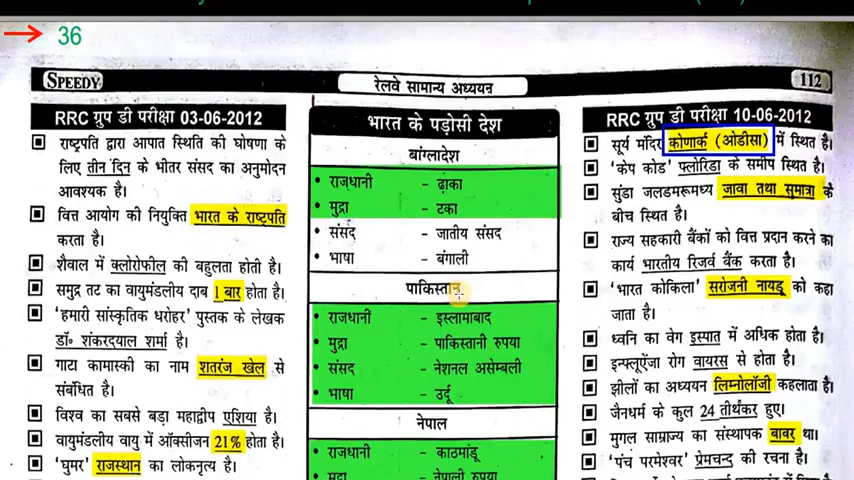 36
SPEEDY
रेलवे सामान्य अध्ययन
112
RRC ग्रुप डी परीक्षा 03-06-2012
राष्ट्रपति द्वारा आपात स्थिति की घोषणा के
लिए तीन दिन के भीतर संसद का अनुमोदन
आवश्यक है।
वित्त आयोग की नियुक्ति भारत के राष्ट्रपति
करता है।
शैवाल में क्लोरोफील की बहुलता होती है।
समुद्र तट का वायुमंडलीय दाब 1 बार होता है।
'हमारी सांस्कृतिक धरोहर' पुस्तक के लेखक
डॉ० शंकरदयाल शर्मा है।
गाटा कामास्की का नाम शतरंज खेल से
संबंधित है।
विश्व का सबसे बड़ा महाद्वीप एशिया है।
वायुमंडलीय वायु में ऑक्सीजन 21% होता है।
'घुमर' राजस्थान का लोकनृत्य है।
भारत के पड़ोसी देश
बांग्लादेश
• राजधानी – ढ़ाका
• मुद्रा – टका
• संसद – जातीय संसद
• भाषा – बंगाली
पाकिस्तान
• राजधानी – इस्लामाबाद
• मुद्रा – पाकिस्तानी रुपया
• संसद – नेशनल असेम्बली
• भाषा – उर्दू
नेपाल
• राजधानी – काठमांडू
मुद्रा – नेपाली रुपया
RRC ग्रुप डी परीक्षा 10-06-2012
सूर्य मंदिर कोणार्क (ओडीसा) में स्थित है।
'केप कोड' फ्लोरिडा के समीप स्थित है।
सुंडा जलडमरूमध्य जावा तथा सुमात्रा के
बीच स्थित है।
राज्य सहकारी बैंकों को वित्त प्रदान करने का
कार्य भारतीय रिजर्व बैंक करता है।
'भारत कोकिला' सरोजनी नायडू को कहा
जाता है।
ध्वनि का वेग इस्पात में अधिक होता है।
इन्फ्लूऐंजा रोग वायरस से होता है।
झीलों का अध्ययन लिम्नोलॉजी कहलाता है।
जैनधर्म के कुल 24 तीर्थंकर हुए।
मुगल साम्राज्य का संस्थापक बाबर था।
'पंच परमेश्वर' प्रेमचन्द की रचना है।